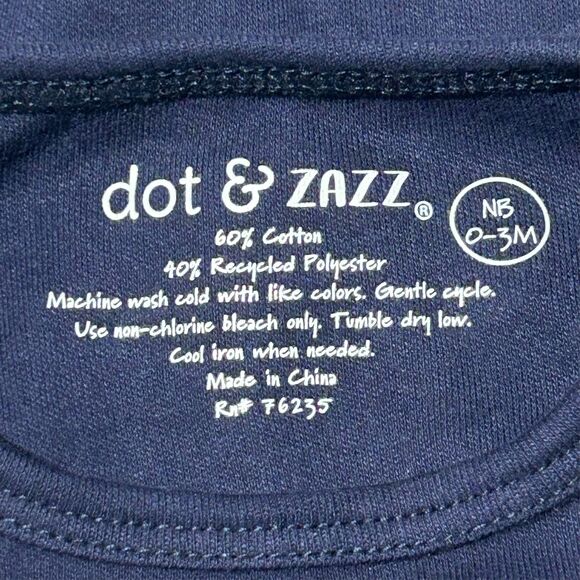 dot & ZAZZ®
NB
0-3M
60% Cotton
40% Recycled Polyester
Machine wash cold with like colors. Gentle cycle.
Use non-chlorine bleach only. Tumble dry low.
Cool iron when needed.
Made in China
Rn# 76235